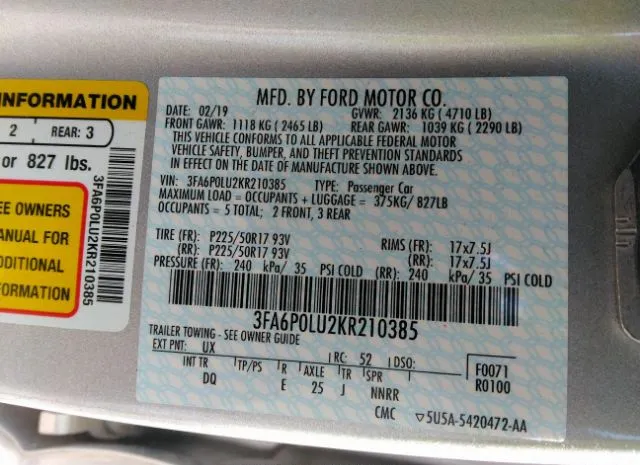 INFORMATION
2 REAR: 3
or 827 lbs.
EE OWNERS
ANUAL FOR
ADDITIONAL
INFORMATION
3FA6P0LU2KR210385
MFD. BY FORD MOTOR CO.
DATE: 02/19 GVWR: 2136 KG (4710 LB)
FRONT GAWR: 1118 KG (2465 LB) REAR GAWR: 1039 KG (2290 LB)
THIS VEHICLE CONFORMS TO ALL APPLICABLE FEDERAL MOTOR
VEHICLE SAFETY, BUMPER, AND THEFT PREVENTION STANDARDS
IN EFFECT ON THE DATE OF MANUFACTURE SHOWN ABOVE.
VIN: 3FA6P0LU2KR210385 TYPE: Passenger Car
MAXIMUM LOAD = OCCUPANTS + LUGGAGE = 375KG/ 827LB
OCCUPANTS = 5 TOTAL; 2 FRONT, 3 REAR
TIRE (FR): P225/50R17 93V RIMS (FR): 17x7.5J
(RR): P225/50R17 93V (RR): 17x7.5J
PRESSURE (FR): 240 kPa/ 35 PSI COLD (RR): 240 kPa/ 35 PSI COLD
3FA6P0LU2KR210385
TRAILER TOWING - SEE OWNER GUIDE
EXT PNT: UX RC: 52 DSO: F0071
INT TR TP/PS R AXLE TR SPR R0100
DQ E 25 J NNRR
CMC ▽5U5A-5420472-AA